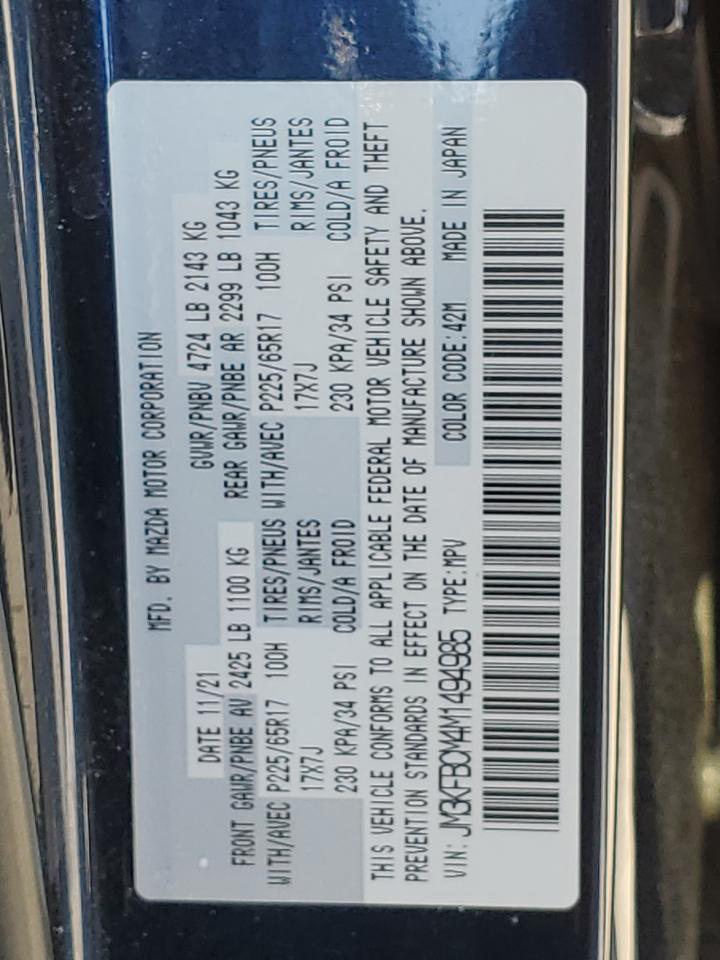 MFD. BY MAZDA MOTOR CORPORATION
DATE 11/21 GVWR/PNBV 4724 LB 2143 KG
FRONT GAWR/PNBE AV 2425 LB 1100 KG REAR GAWR/PNBE AR 2299 LB 1043 KG
WITH/AVEC P225/65R17 100H TIRES/PNEUS WITH/AVEC P225/65R17 100H TIRES/PNEUS
17X7J RIMS/JANTES 17X7J RIMS/JANTES
230 KPA/34 PSI COLD/A FROID 230 KPA/34 PSI COLD/A FROID
THIS VEHICLE CONFORMS TO ALL APPLICABLE FEDERAL MOTOR VEHICLE SAFETY AND THEFT
PREVENTION STANDARDS IN EFFECT ON THE DATE OF MANUFACTURE SHOWN ABOVE.
VIN: JM3KFBCM4M1494985 TYPE:MPV COLOR CODE:42M MADE IN JAPAN